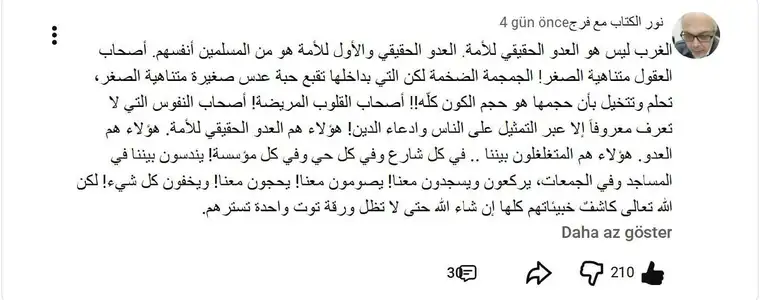 نور الكتاب مع فرج4 gün önce
الغرب ليس هو العدو الحقيقي للأمة. العدو الحقيقي والأول للأمة هو من المسلمين أنفسهم. أصحاب
العقول متناهية الصغر! الجمجمة الضخمة لكن التي بداخلها تقبع حبة عدس صغيرة متناهية الصغر،
تحلم وتتخيل بأن حجمها هو حجم الكون كلّه!! أصحاب القلوب المريضة! أصحاب النفوس التي لا
تعرف معروفاً إلا عبر التمثيل على الناس وادعاء الدين! هؤلاء هم العدو الحقيقي للأمة. هؤلاء هم
العدو. هؤلاء هم المتغلغلون بيننا .. في كل شارع وفي كل حي وفي كل مؤسسة! يندسون بيننا في
المساجد وفي الجمعات، يركعون ويسجدون معنا! يصومون معنا! يحجون معنا! ويخفون كل شيء! لكن
الله تعالى كاشفٌ خبيئاتهم كلها إن شاء الله حتى لا تظل ورقة توت واحدة تسترهم.
Daha az göster
210
30